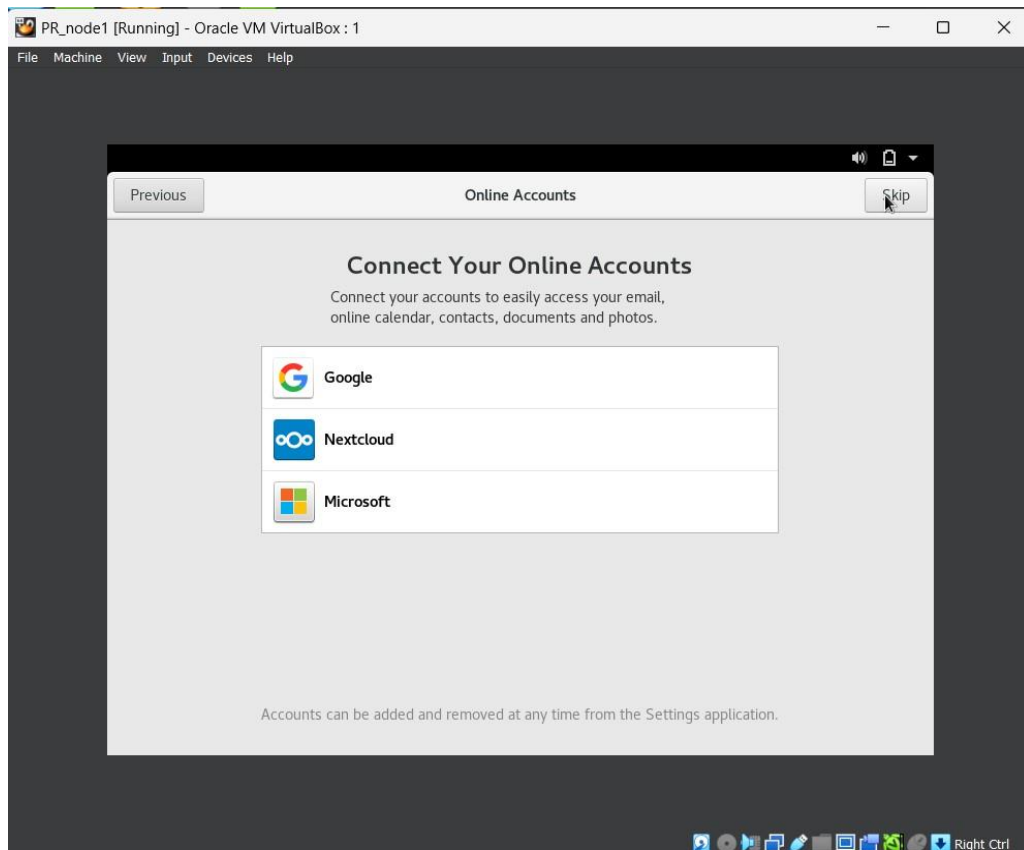 PR_node1 [Running] - Oracle VM VirtualBox : 1
File Machine View Input Devices Help
Previous
Online Accounts
Skip
Connect Your Online Accounts
Connect your accounts to easily access your email,
online calendar, contacts, documents and photos.
Google
Nextcloud
Microsoft
Accounts can be added and removed at any time from the Settings application.
Right Ctrl